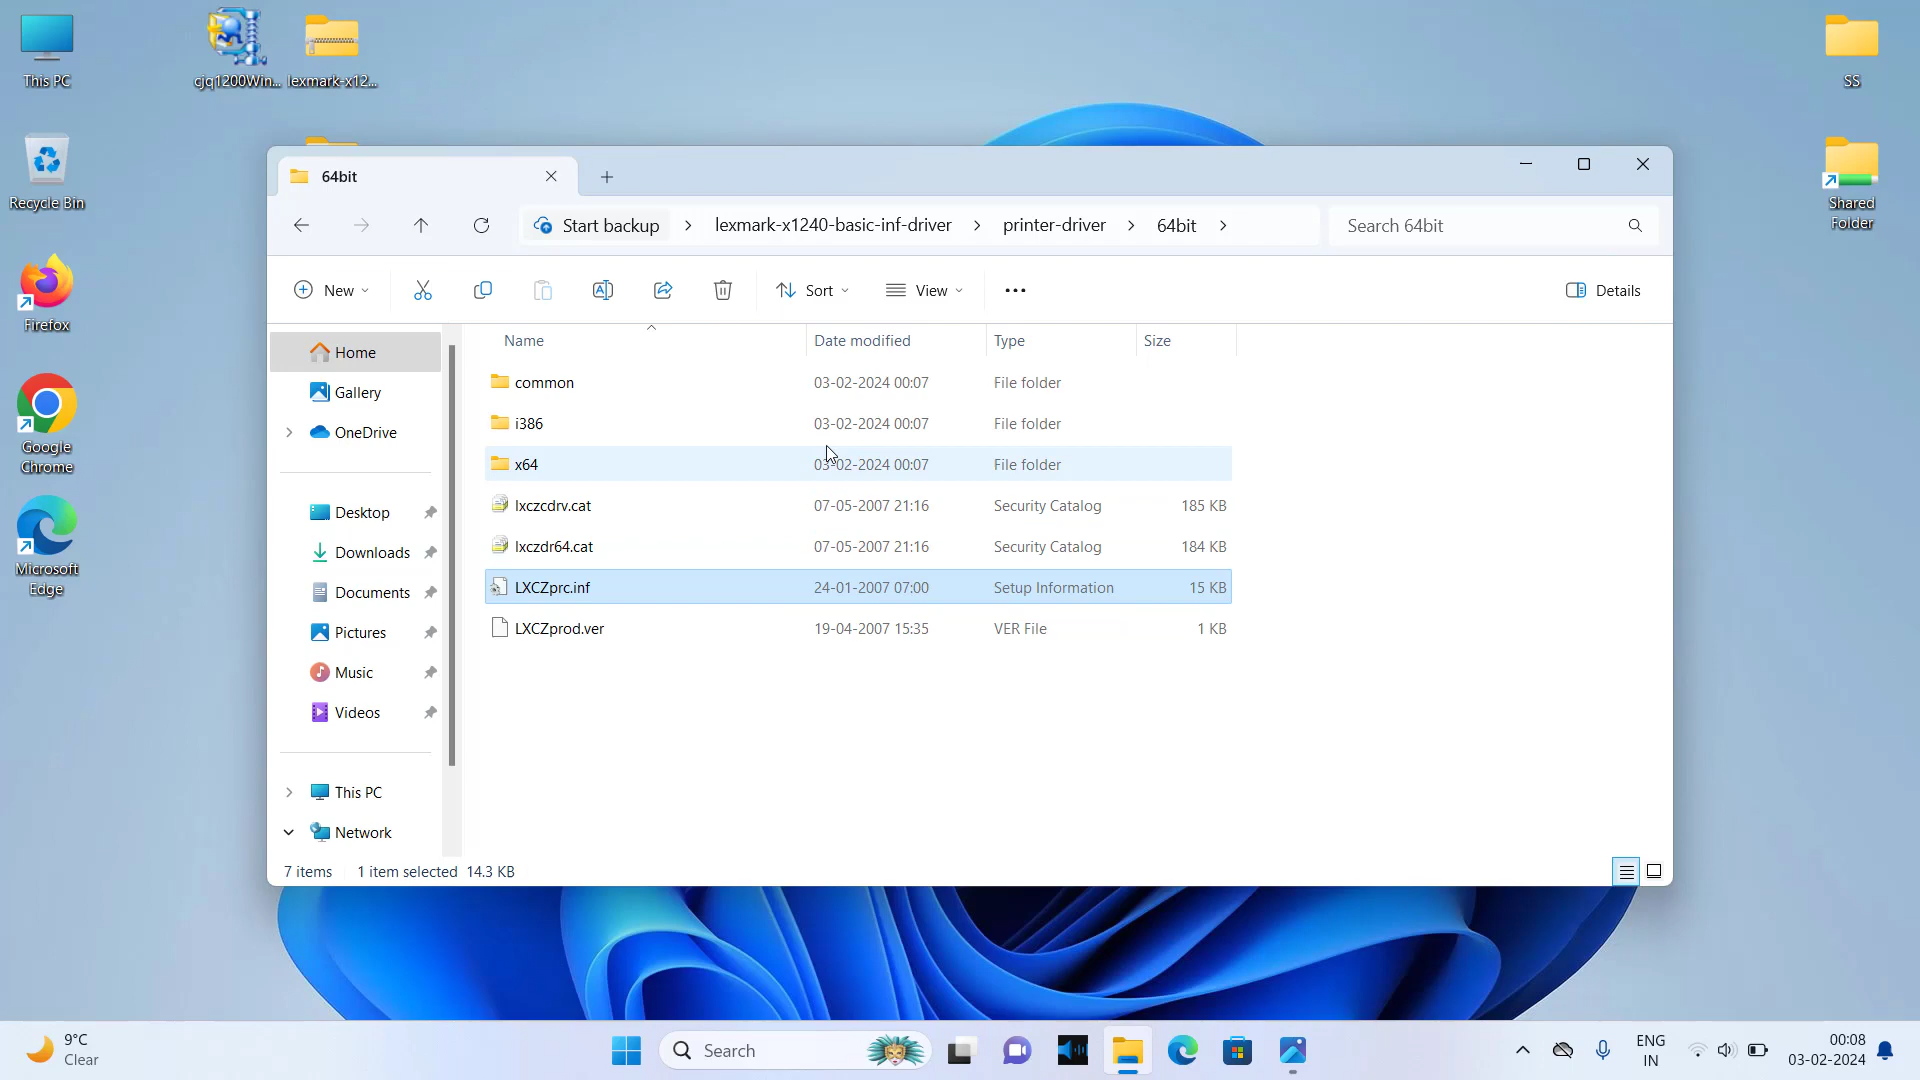 This PC
cjq1200Win...
lexmark-x12...
SS
Recycle Bin
Shared
Folder
Firefox
Google
Chrome
Microsoft
Edge
64bit
Start backup
lexmark-x1240-basic-inf-driver
printer-driver
64bit
Search 64bit
New
Sort
View
Details
Home
Gallery
OneDrive
Desktop
Downloads
Documents
Pictures
Music
Videos
This PC
Network
Name Date modified Type Size
common 03-02-2024 00:07 File folder
i386 03-02-2024 00:07 File folder
x64 03-02-2024 00:07 File folder
lxczcdrv.cat 07-05-2007 21:16 Security Catalog 185 KB
lxczdr64.cat 07-05-2007 21:16 Security Catalog 184 KB
LXCZprc.inf 24-01-2007 07:00 Setup Information 15 KB
LXCZprod.ver 19-04-2007 15:35 VER File 1 KB
7 items 1 item selected 14.3 KB
9°C
Clear
Search
ENG
IN
00:08
03-02-2024